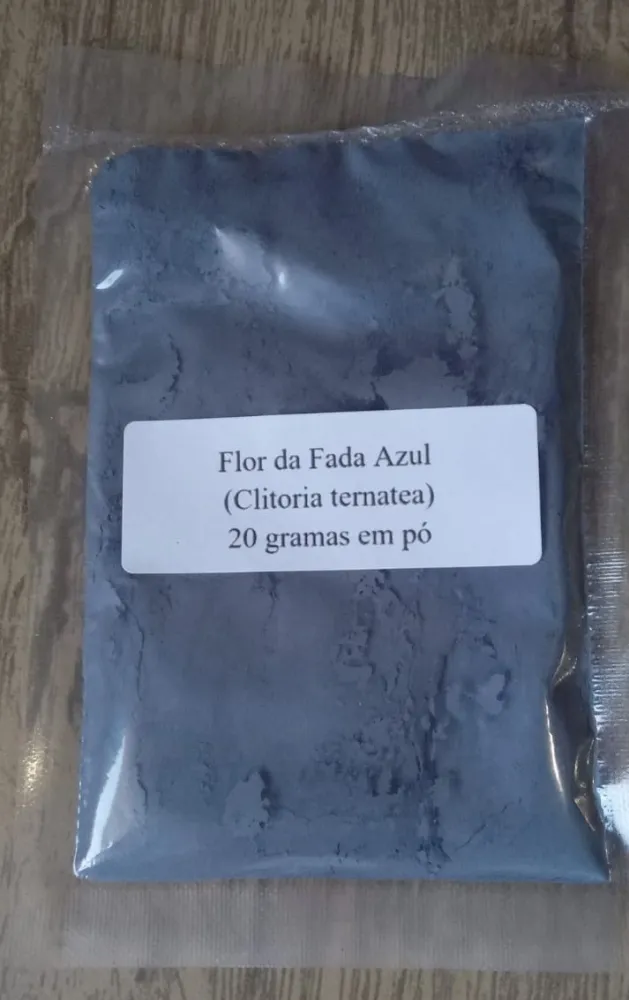 Flor da Fada Azul
(Clitoria ternatea)
20 gramas em pó